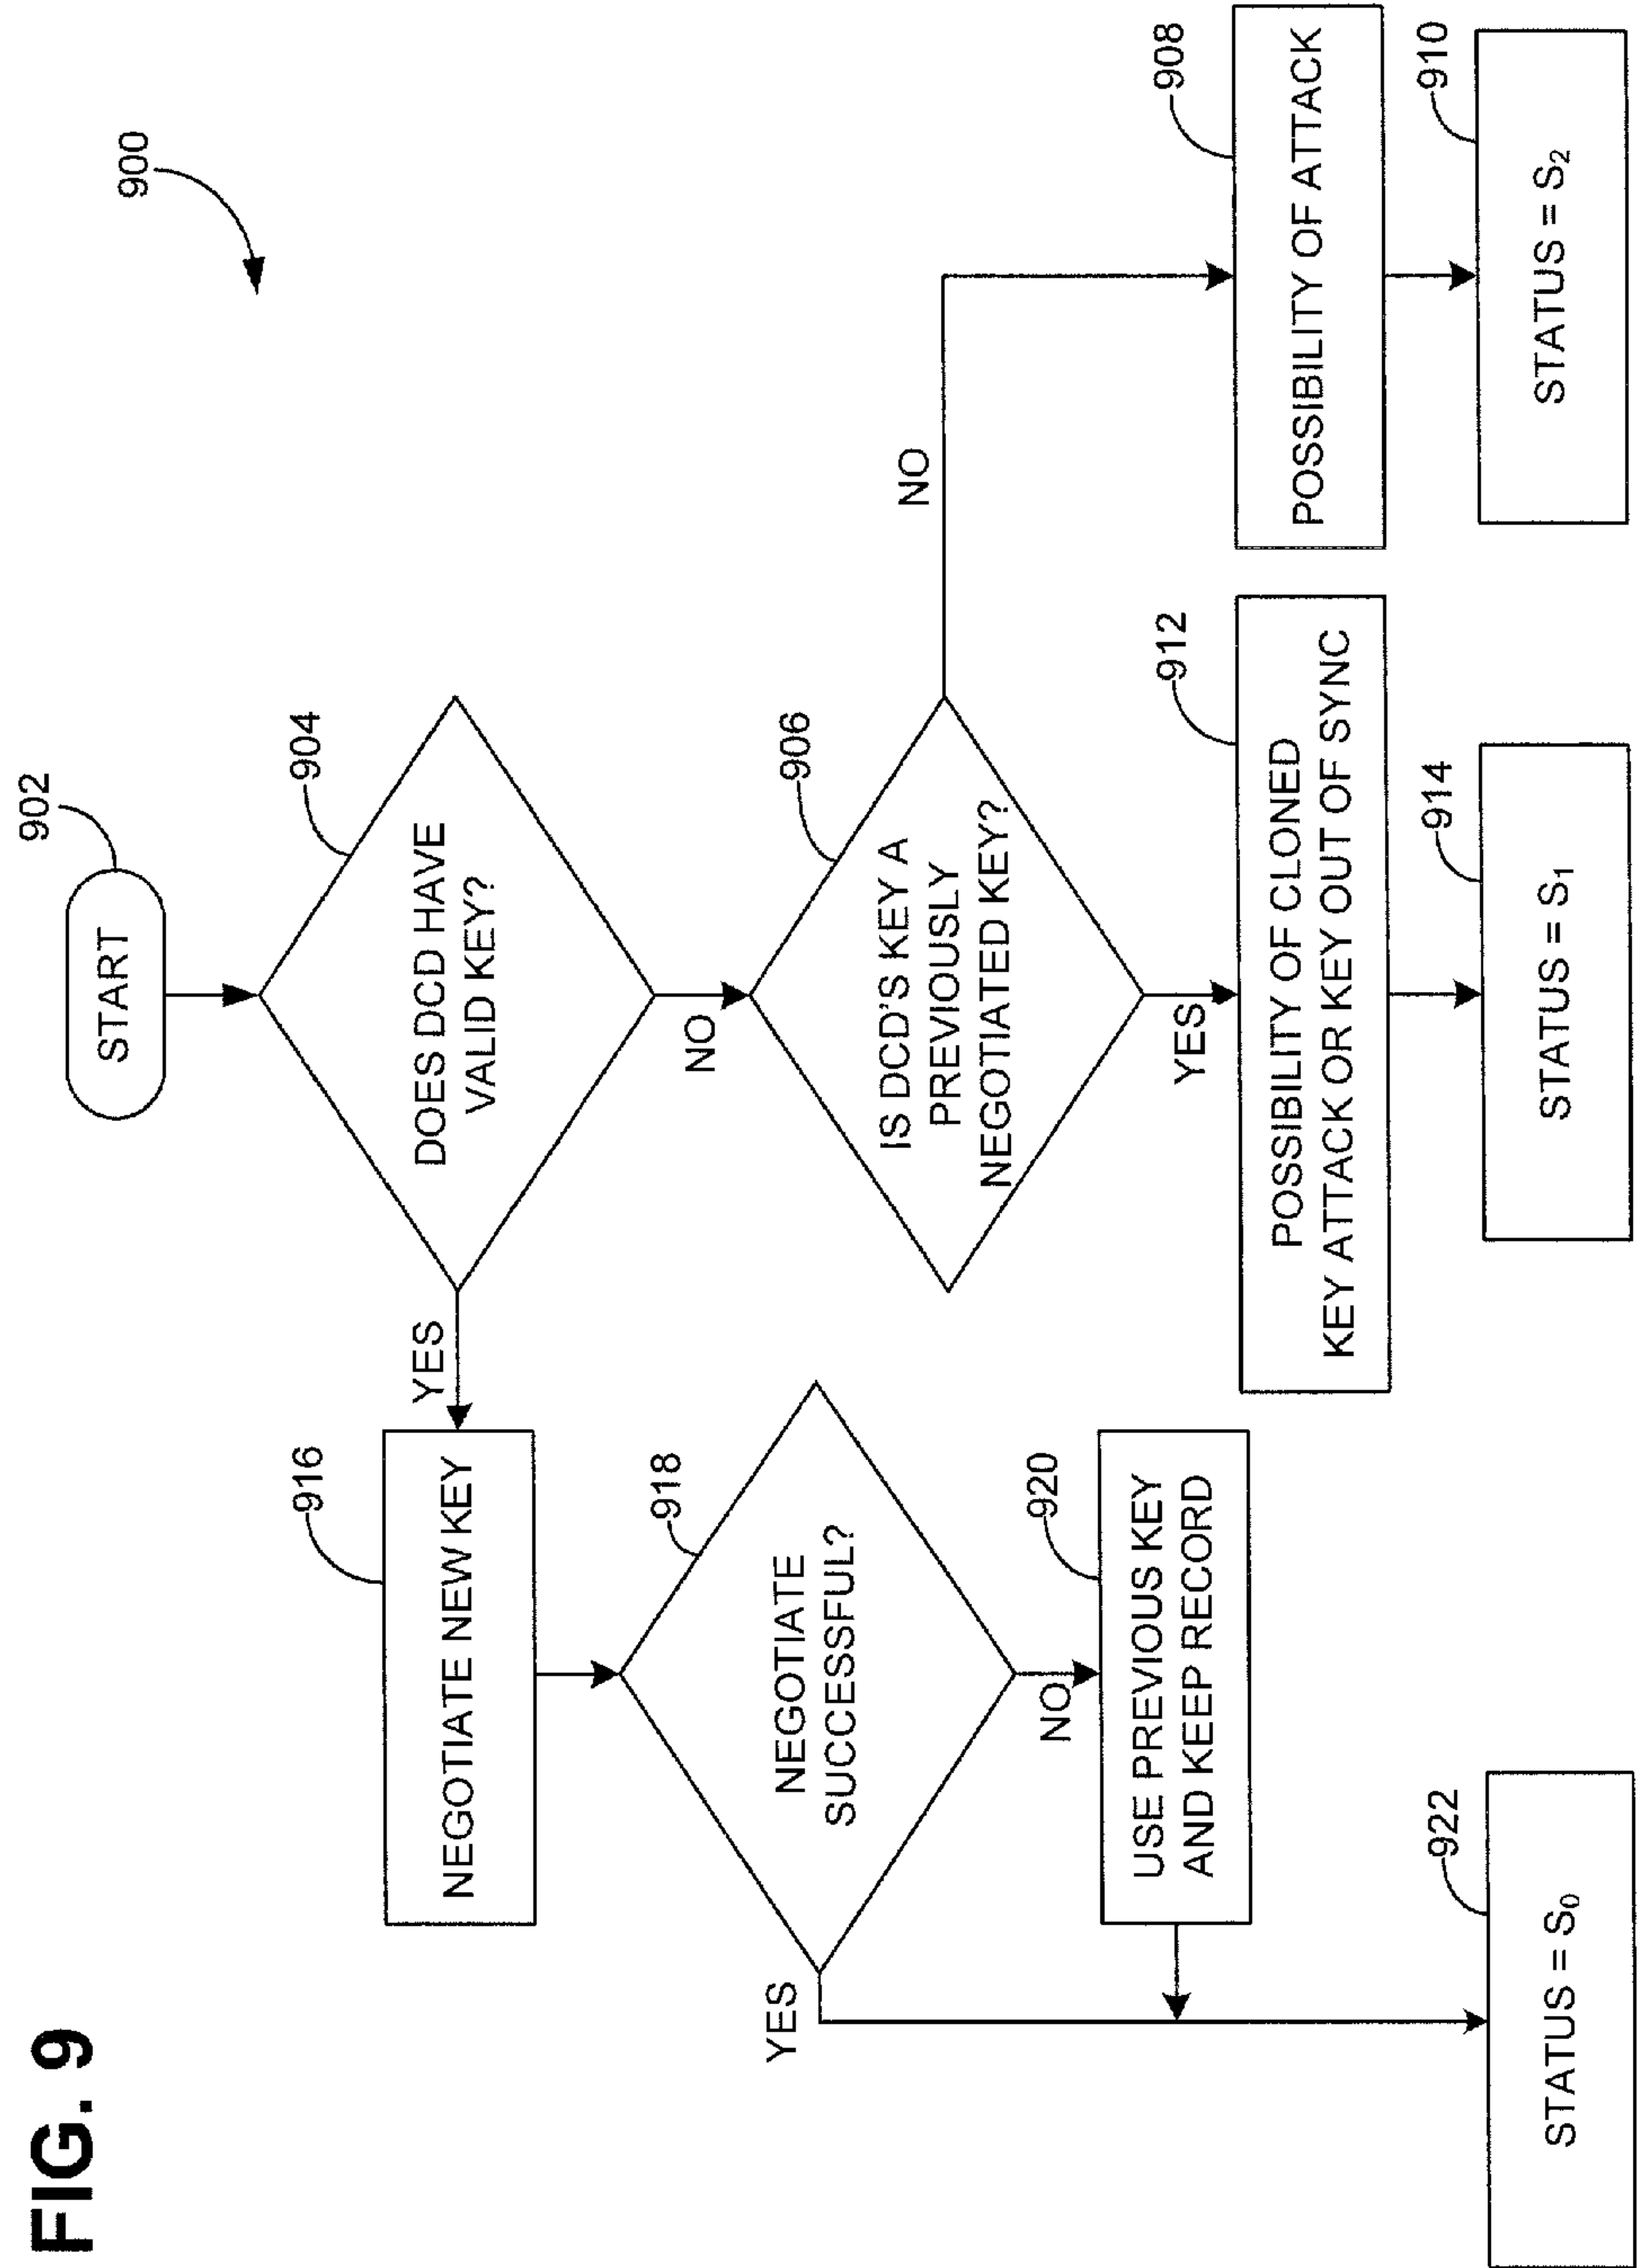 FIG. 9
900
902
START
904
DOES DCD HAVE
VALID KEY?
YES
NO
916
NEGOTIATE NEW KEY
906
IS DCD'S KEY A
PREVIOUSLY
NEGOTIATED KEY?
NO
YES
918
NEGOTIATE
SUCCESSFUL?
YES
NO
920
USE PREVIOUS KEY
AND KEEP RECORD
912
POSSIBILITY OF CLONED
KEY ATTACK OR KEY OUT OF SYNC
908
POSSIBILITY OF ATTACK
922
STATUS = S₀
914
STATUS = S₁
910
STATUS = S₂